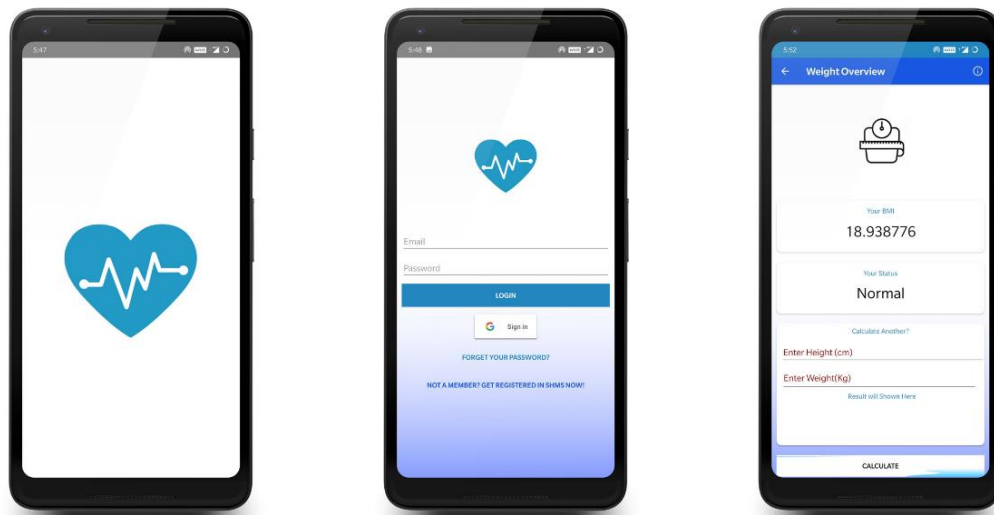 5:47
5:48
Email
Password
LOGIN
G Sign in
FORGET YOUR PASSWORD?
NOT A MEMBER? GET REGISTERED IN SHMS NOW!
5:52
Weight Overview
Your BMI
18.938776
Your Status
Normal
Calculate Another?
Enter Height (cm)
Enter Weight(Kg)
Result will Shown Here
CALCULATE